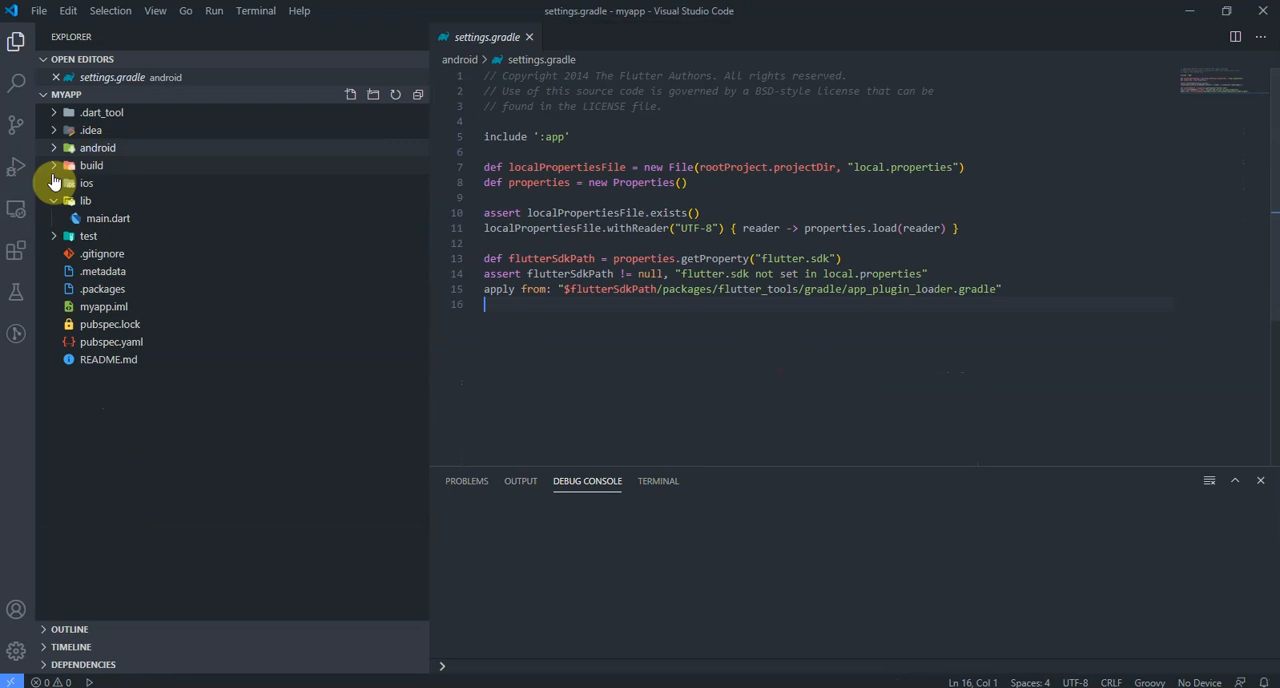 File Edit Selection View Go Run Terminal Help settings.gradle - myapp - Visual Studio Code
EXPLORER
OPEN EDITORS
settings.gradle android
MYAPP
.dart_tool
.idea
android
build
ios
lib
main.dart
test
.gitignore
.metadata
.packages
myapp.iml
pubspec.lock
pubspec.yaml
README.md
OUTLINE
TIMELINE
DEPENDENCIES
settings.gradle
android > settings.gradle
1 // Copyright 2014 The Flutter Authors. All rights reserved.
2 // Use of this source code is governed by a BSD-style license that can be
3 // found in the LICENSE file.
4
5 include ':app'
6
7 def localPropertiesFile = new File(rootProject.projectDir, "local.properties")
8 def properties = new Properties()
9
10 assert localPropertiesFile.exists()
11 localPropertiesFile.withReader("UTF-8") { reader -> properties.load(reader) }
12
13 def flutterSdkPath = properties.getProperty("flutter.sdk")
14 assert flutterSdkPath != null, "flutter.sdk not set in local.properties"
15 apply from: "$flutterSdkPath/packages/flutter_tools/gradle/app_plugin_loader.gradle"
16
PROBLEMS OUTPUT DEBUG CONSOLE TERMINAL
0 0 Ln 16, Col 1 Spaces: 4 UTF-8 CRLF Groovy No Device